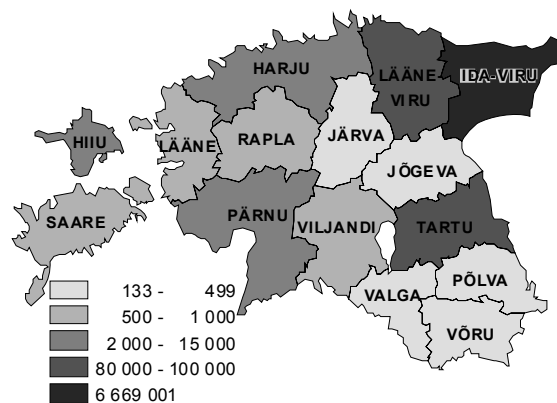 HARJU
LÄÄNE-
VIRU
IDA-VIRU
HIIU
LÄÄNE
RAPLA
JÄRVA
JÕGEVA
SAARE
PÄRNU
VILJANDI
TARTU
VALGA
PÕLVA
VÕRU
133 - 499
500 - 1 000
2 000 - 15 000
80 000 - 100 000
6 669 001